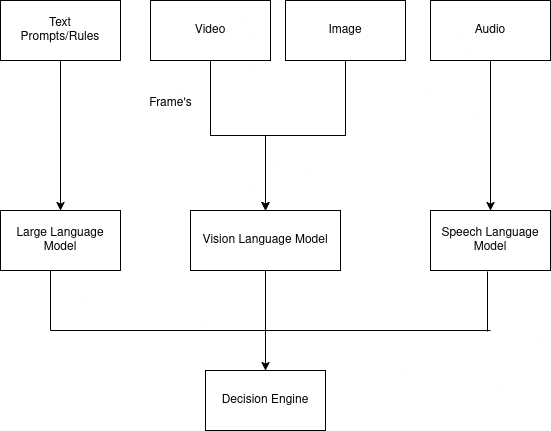 Text
Prompts/Rules
Video
Image
Audio
Frame's
Large Language
Model
Vision Language Model
Speech Language
Model
Decision Engine